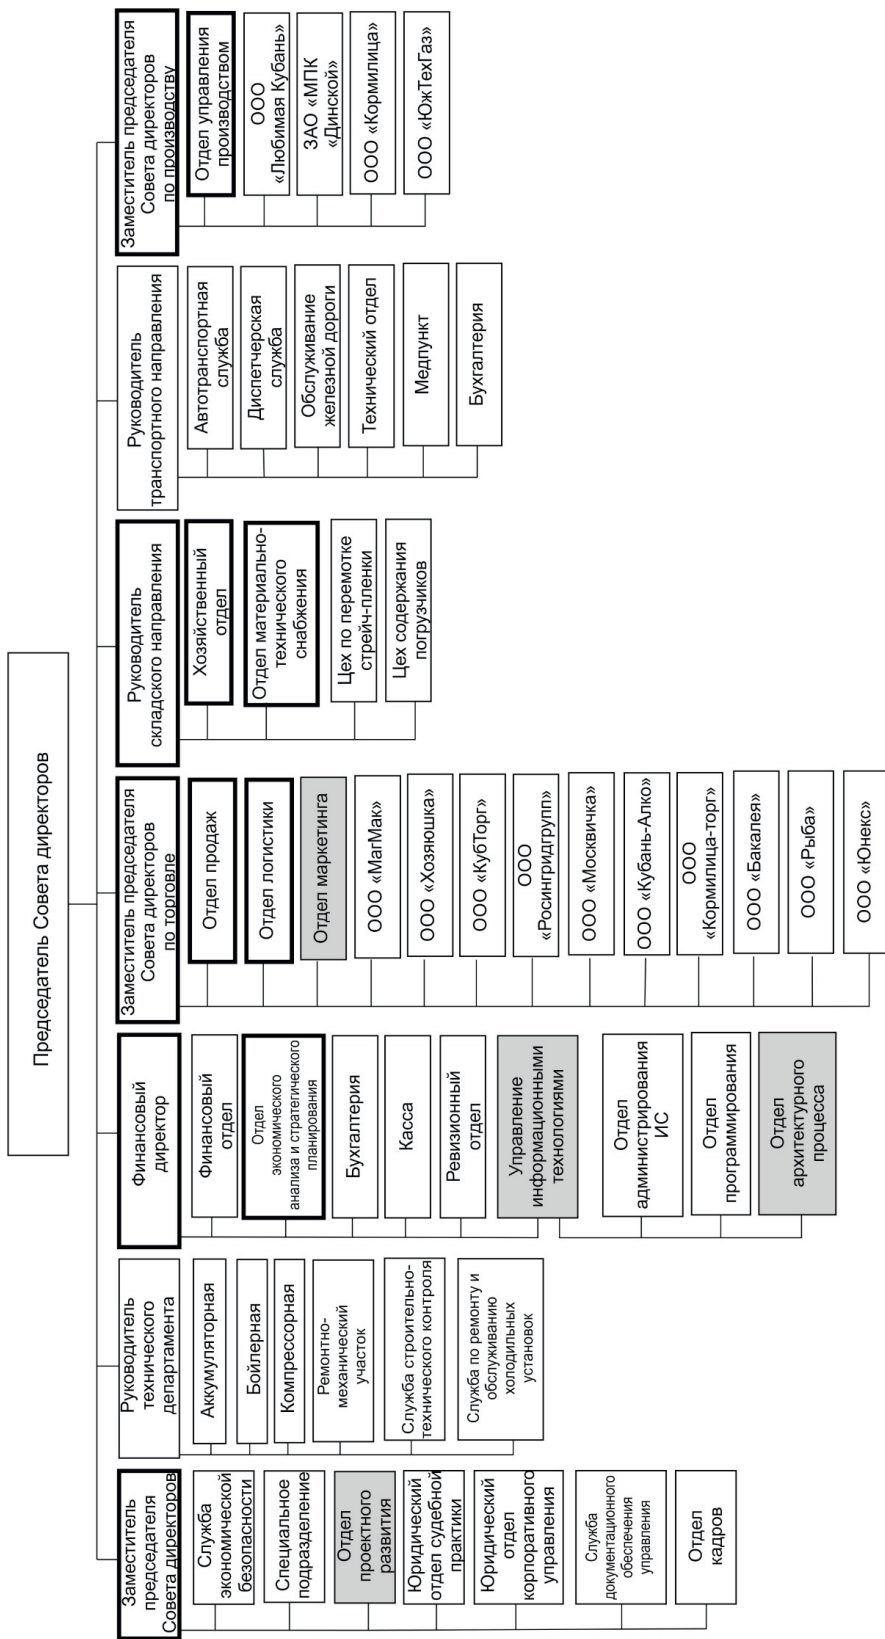 Председатель Совета директоров
Заместитель
председателя
Совета директоров
Служба
экономической
безопасности
Специальное
подразделение
Отдел
проектного
развития
Юридический
отдел судебной
практики
Юридический
отдел
корпоративного
управления
Служба
документационного
обеспечения
управления
Отдел
кадров
Руководитель
технического
департамента
Аккумуляторная
Бойлерная
Компрессорная
Ремонтно-
механический
участок
Служба строительно-
технического контроля
Служба по ремонту и
обслуживанию
холодильных
установок
Финансовый
директор
Финансовый
отдел
Отдел
экономического
анализа и стратегического
планирования
Бухгалтерия
Касса
Ревизионный
отдел
Управление
информационными
технологиями
Отдел
администрирования
ИС
Отдел
программирования
Отдел
архитектурного
процесса
Заместитель председателя
Совета директоров
по торговле
Отдел продаж
Отдел логистики
Отдел маркетинга
ООО «МагМак»
ООО «Хозяюшка»
ООО «КубТорг»
ООО
«Росингридгрупп»
ООО «Москвичка»
ООО «Кубань-Алко»
ООО
«Кормилица-торг»
ООО «Бакалея»
ООО «Рыба»
ООО «Юнекс»
Руководитель
складского направления
Хозяйственный
отдел
Отдел материально-
технического
снабжения
Цех по перемотке
стрейч-пленки
Цех содержания
погрузчиков
Руководитель
транспортного направления
Автотранспортная
служба
Диспетчерская
служба
Обслуживание
железной дороги
Технический отдел
Медпункт
Бухгалтерия
Заместитель председателя
Совета директоров
по производству
Отдел управления
производством
ООО
«Любимая Кубань»
ЗАО «МПК
«Динской»
ООО «Кормилица»
ООО «ЮжТехГаз»